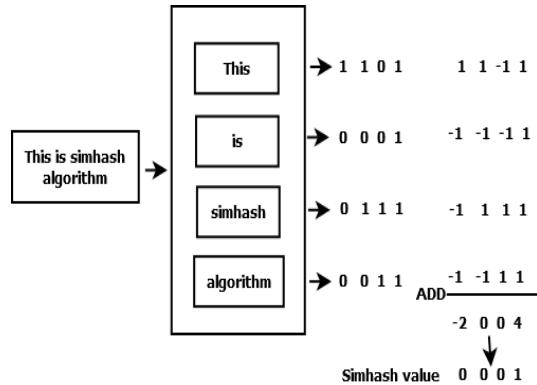 This 1 1 0 1 1 1 -1 1
is 0 0 0 1 -1 -1 -1 1
This is simhash
algorithm
simhash 0 1 1 1 -1 1 1 1
algorithm 0 0 1 1 -1 -1 1 1
ADD
-2 0 0 4
Simhash value 0 0 0 1